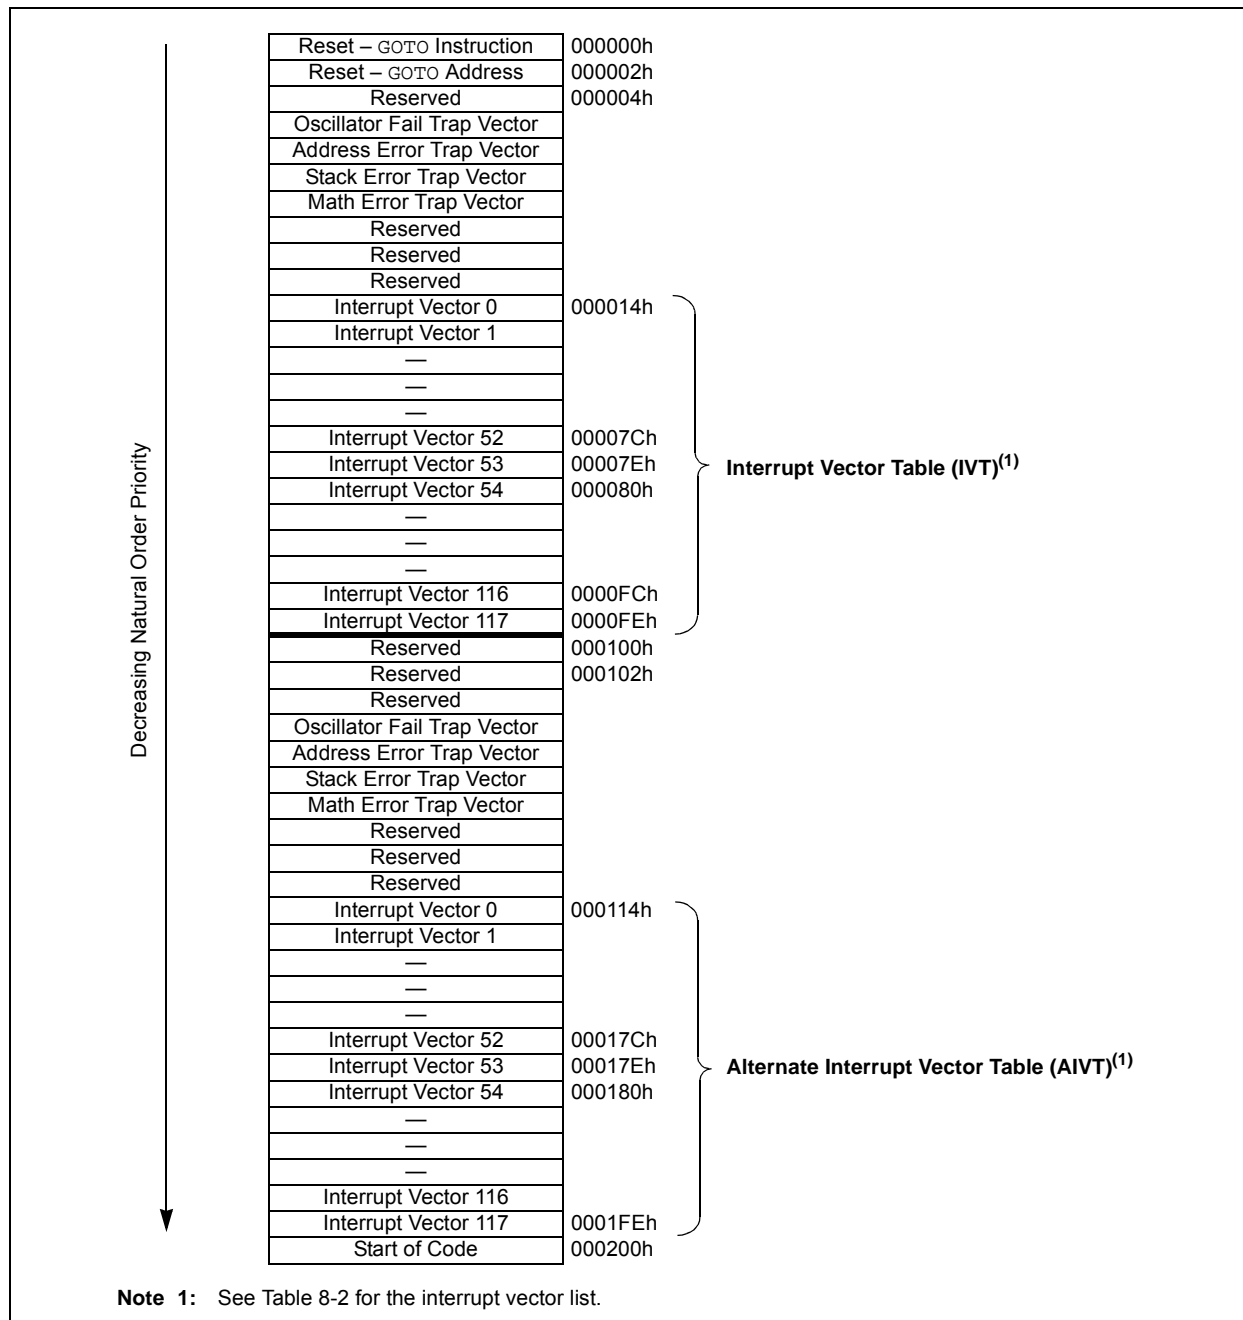 Decreasing Natural Order Priority
Reset – GOTO Instruction 000000h
Reset – GOTO Address 000002h
Reserved 000004h
Oscillator Fail Trap Vector
Address Error Trap Vector
Stack Error Trap Vector
Math Error Trap Vector
Reserved
Reserved
Reserved
Interrupt Vector 0 000014h
Interrupt Vector 1
—
—
—
Interrupt Vector 52 00007Ch
Interrupt Vector 53 00007Eh
Interrupt Vector Table (IVT)(1)
Interrupt Vector 54 000080h
—
—
—
Interrupt Vector 116 0000FCh
Interrupt Vector 117 0000FEh
Reserved 000100h
Reserved 000102h
Reserved
Oscillator Fail Trap Vector
Address Error Trap Vector
Stack Error Trap Vector
Math Error Trap Vector
Reserved
Reserved
Reserved
Interrupt Vector 0 000114h
Interrupt Vector 1
—
—
—
Interrupt Vector 52 00017Ch
Interrupt Vector 53 00017Eh
Alternate Interrupt Vector Table (AIVT)(1)
Interrupt Vector 54 000180h
—
—
—
Interrupt Vector 116
Interrupt Vector 117 0001FEh
Start of Code 000200h
Note 1: See Table 8-2 for the interrupt vector list.